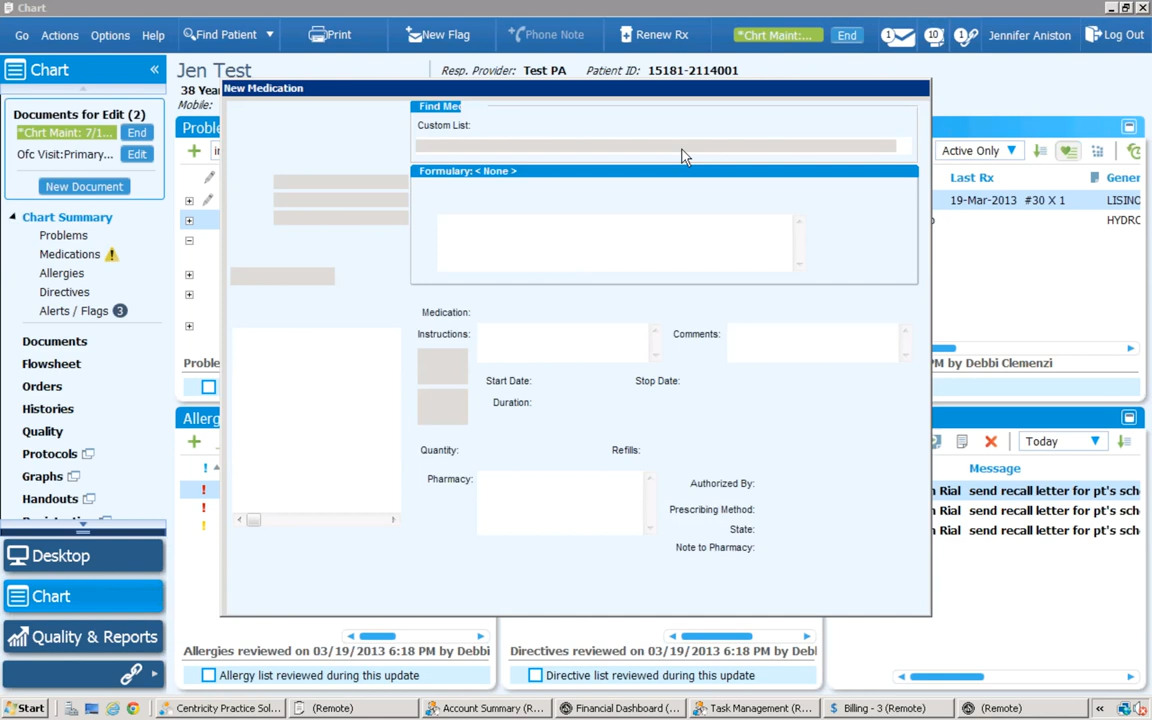 Chart
Go Actions Options Help Find Patient Print New Flag Phone Note Renew Rx *Chrt Maint:... End 1 10 1 Jennifer Aniston Log Out
Chart «
Jen Test Resp. Provider: Test PA Patient ID: 15181-2114001
38 Year
Mobile:
Documents for Edit (2)
*Chrt Maint: 7/1... End
Ofc Visit:Primary... Edit
New Document
Chart Summary
Problems
Medications
Allergies
Directives
Alerts / Flags 3
Documents
Flowsheet
Orders
Histories
Quality
Protocols
Graphs
Handouts
Desktop
Chart
Quality & Reports
Proble
New Medication
Find Med
Custom List:
Formulary: < None >
Medication:
Instructions: Comments:
Start Date: Stop Date:
Duration:
Quantity: Refills:
Pharmacy: Authorized By:
Prescribing Method:
State:
Note to Pharmacy:
Active Only
Last Rx Gener
19-Mar-2013 #30 X 1 LISINO
HYDRO
Proble
PM by Debbi Clemenzi
Allerg
Today
Message
n Rial send recall letter for pt's sch
n Rial send recall letter for pt's sch
n Rial send recall letter for pt's sch
Allergies reviewed on 03/19/2013 6:18 PM by Debbi
Allergy list reviewed during this update
Directives reviewed on 03/19/2013 6:18 PM by Debbi
Directive list reviewed during this update
Start Centricity Practice Sol... (Remote) Account Summary (R... Financial Dashboard (... Task Management (R... Billing - 3 (Remote) (Remote) «